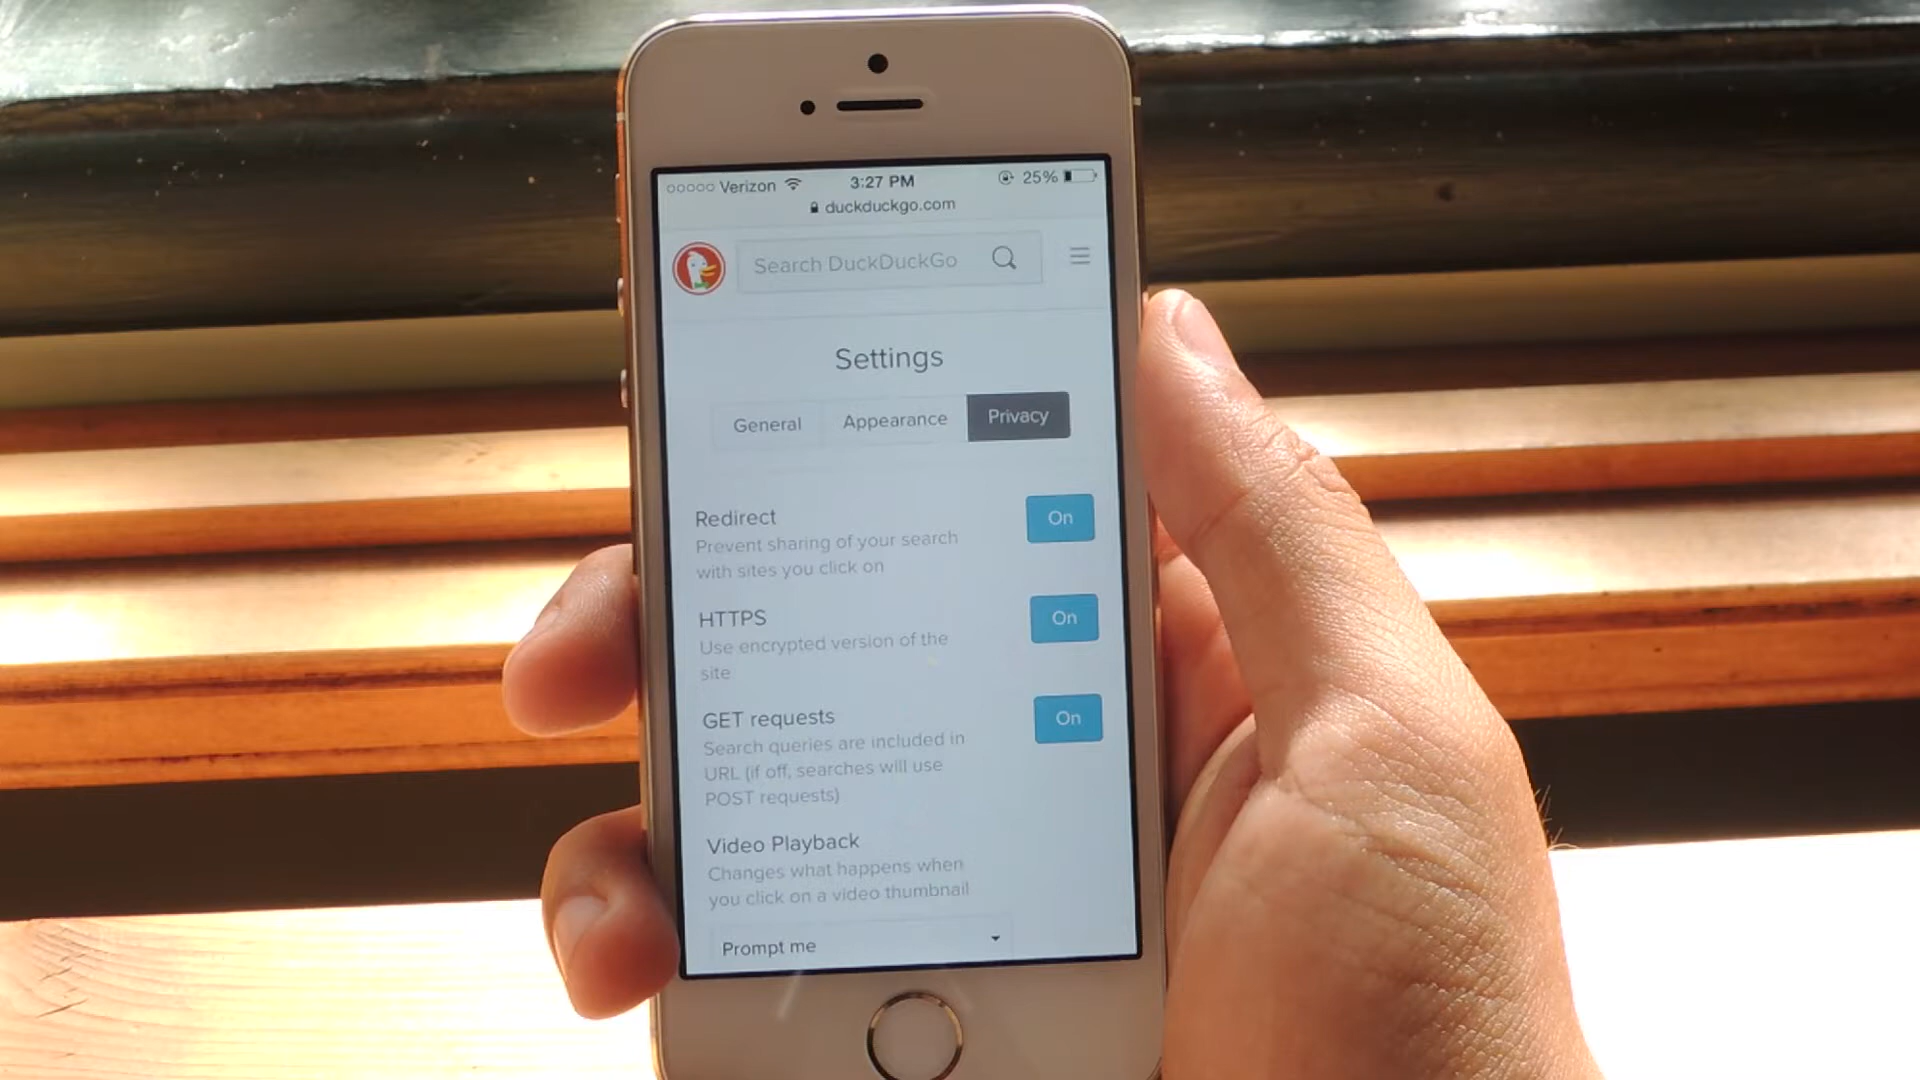 Verizon 3:27 PM 25%
duckduckgo.com
Search DuckDuckGo
Settings
General Appearance Privacy
Redirect On
Prevent sharing of your search
with sites you click on
HTTPS On
Use encrypted version of the
site
GET requests On
Search queries are included in
URL (if off, searches will use
POST requests)
Video Playback
Changes what happens when
you click on a video thumbnail
Prompt me